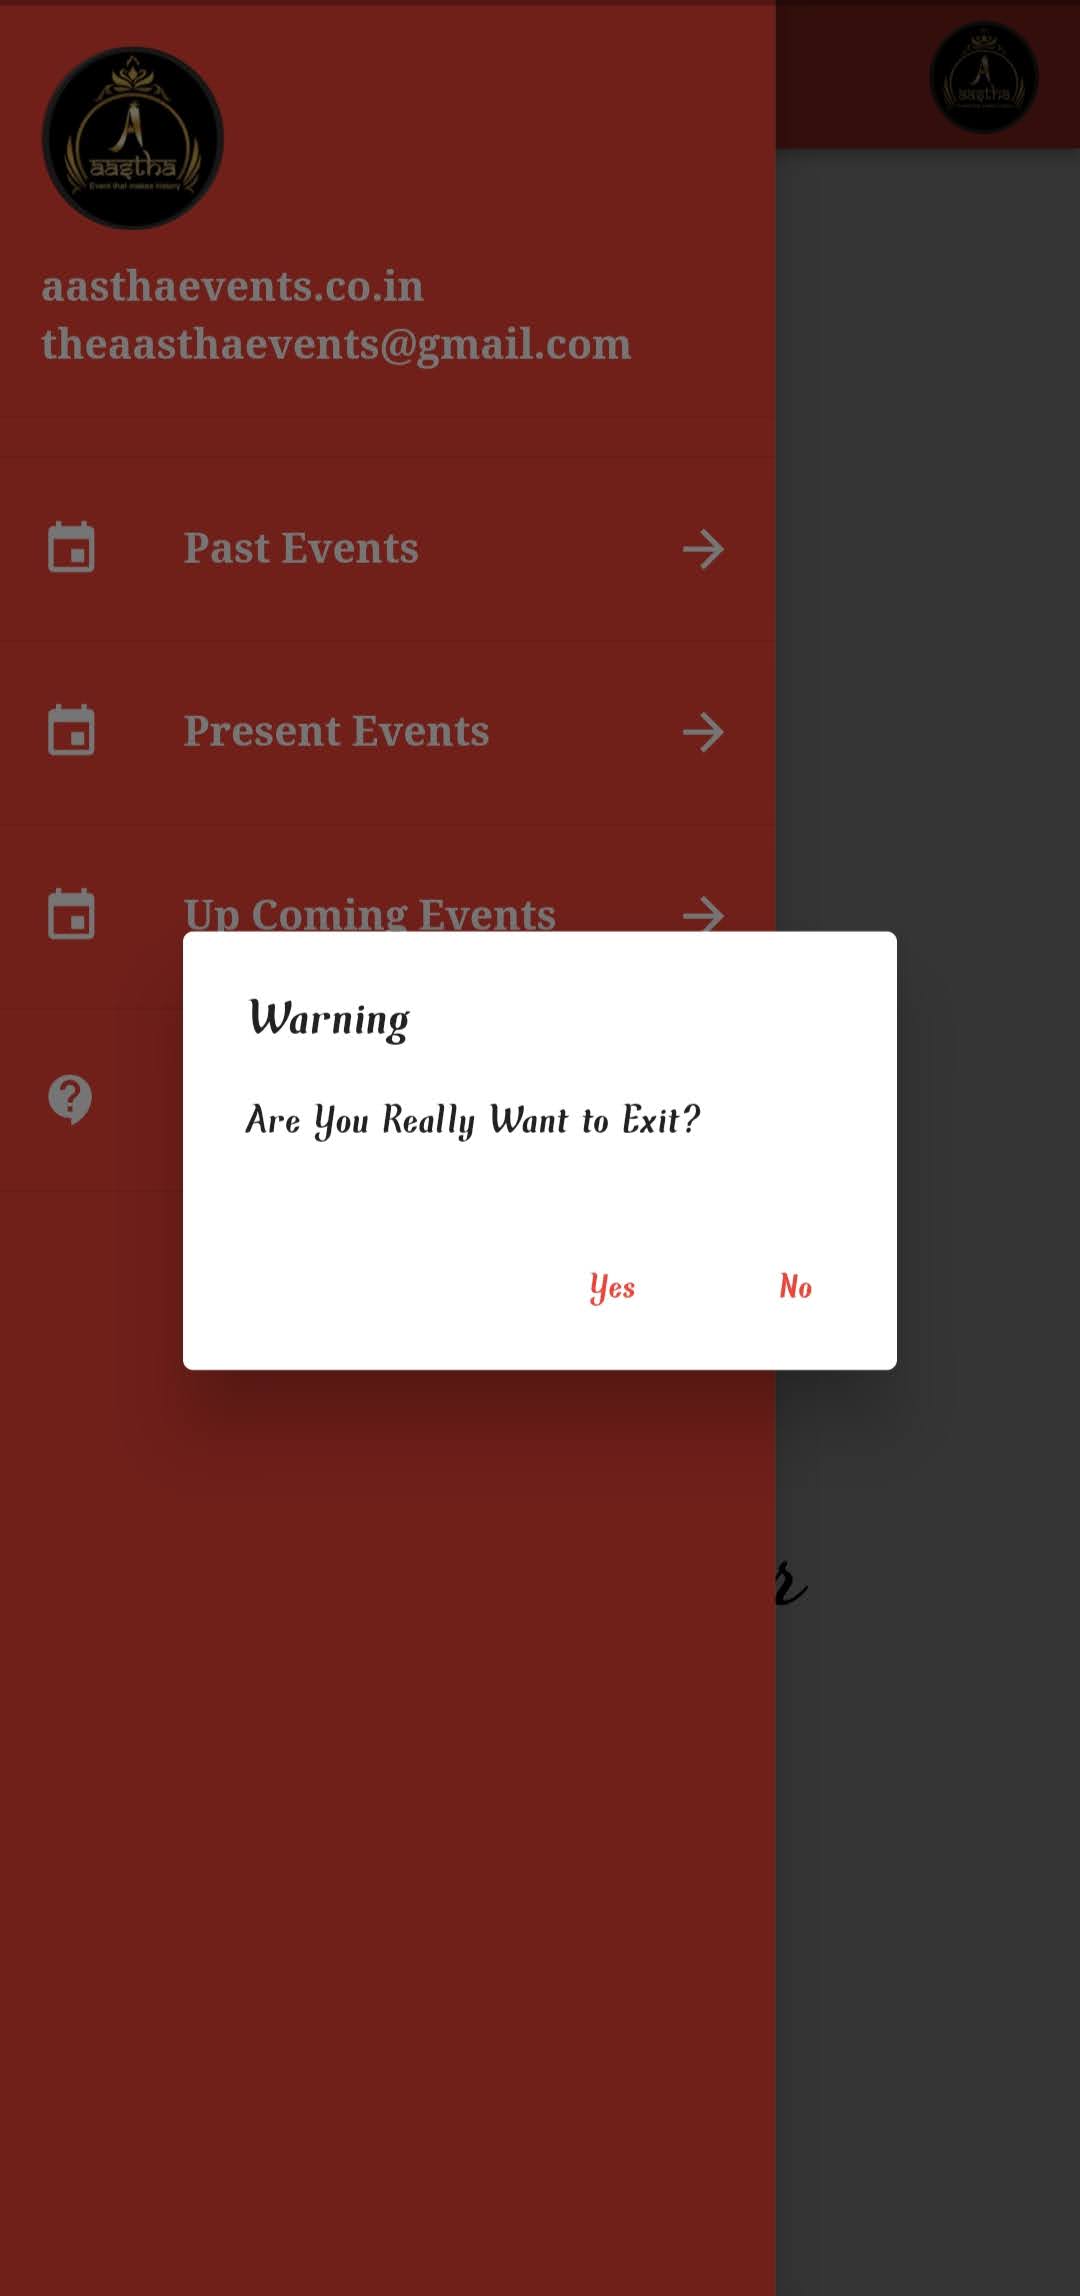 A
aastha
Event that makes history
aastha
aasthaevents.co.in
theaasthaevents@gmail.com
Past Events
Present Events
Up Coming Events
Warning
Are You Really Want to Exit?
Yes
No
r